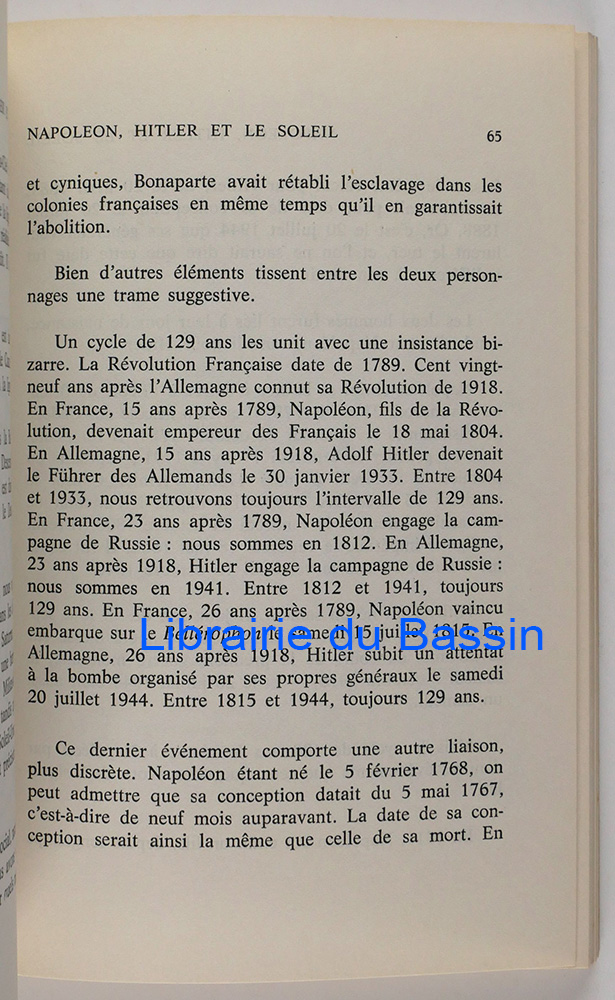 NAPOLEON, HITLER ET LE SOLEIL 65
et cyniques, Bonaparte avait rétabli l'esclavage dans les
colonies françaises en même temps qu'il en garantissait
l'abolition.
Bien d'autres éléments tissent entre les deux person-
nages une trame suggestive.
Un cycle de 129 ans les unit avec une insistance bi-
zarre. La Révolution Française date de 1789. Cent vingt-
neuf ans après l'Allemagne connut sa Révolution de 1918.
En France, 15 ans après 1789, Napoléon, fils de la Révo-
lution, devenait empereur des Français le 18 mai 1804.
En Allemagne, 15 ans après 1918, Adolf Hitler devenait
le Führer des Allemands le 30 janvier 1933. Entre 1804
et 1933, nous retrouvons toujours l'intervalle de 129 ans.
En France, 23 ans après 1789, Napoléon engage la cam-
pagne de Russie : nous sommes en 1812. En Allemagne,
23 ans après 1918, Hitler engage la campagne de Russie :
nous sommes en 1941. Entre 1812 et 1941, toujours
129 ans. En France, 26 ans après 1789, Napoléon vaincu
embarque sur le Bellérophon le samedi 15 juillet 1815. En
Librairie du Bassin
Allemagne, 26 ans après 1918, Hitler subit un attentat
à la bombe organisé par ses propres généraux le samedi
20 juillet 1944. Entre 1815 et 1944, toujours 129 ans.
Ce dernier événement comporte une autre liaison,
plus discrète. Napoléon étant né le 5 février 1768, on
peut admettre que sa conception datait du 5 mai 1767,
c'est-à-dire de neuf mois auparavant. La date de sa con-
ception serait ainsi la même que celle de sa mort. En